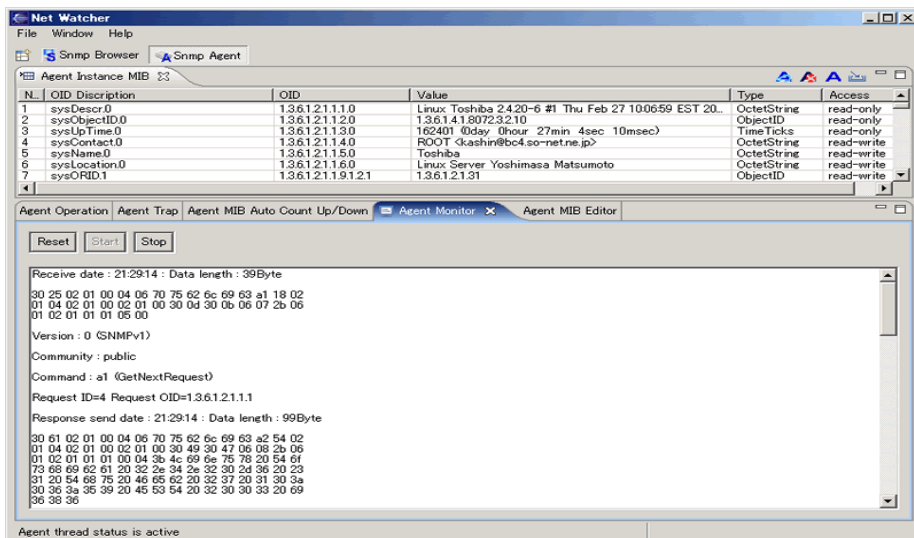 Net Watcher
File Window Help
Snmp Browser Snmp Agent
Agent Instance MIB
N... OID Discription OID Value Type Access
1 sysDescr.0 1.3.6.1.2.1.1.1.0 Linux Toshiba 2.4.20-6 #1 Thu Feb 27 10:06:59 EST 20... OctetString read-only
2 sysObjectID.0 1.3.6.1.2.1.1.2.0 1.3.6.1.4.1.8072.3.2.10 ObjectID read-only
3 sysUpTime.0 1.3.6.1.2.1.1.3.0 162401 (0day 0hour 27min 4sec 10msec) TimeTicks read-only
4 sysContact.0 1.3.6.1.2.1.1.4.0 ROOT <kashin@bc4.so-net.ne.jp> OctetString read-write
5 sysName.0 1.3.6.1.2.1.1.5.0 Toshiba OctetString read-write
6 sysLocation.0 1.3.6.1.2.1.1.6.0 Linux Server Yoshimasa Matsumoto OctetString read-write
7 sysORID.1 1.3.6.1.2.1.1.9.1.2.1 1.3.6.1.2.1.31 ObjectID read-write
Agent Operation Agent Trap Agent MIB Auto Count Up/Down Agent Monitor Agent MIB Editor
Reset Start Stop
Receive date : 21:29:14 : Data length : 39Byte
30 25 02 01 00 04 06 70 75 62 6c 69 63 a1 18 02
01 04 02 01 00 02 01 00 30 0d 30 0b 06 07 2b 06
01 02 01 01 01 05 00
Version : 0 (SNMPv1)
Community : public
Command : a1 (GetNextRequest)
Request ID=4 Request OID=1.3.6.1.2.1.1.1
Response send date : 21:29:14 : Data length : 99Byte
30 61 02 01 00 04 06 70 75 62 6c 69 63 a2 54 02
01 04 02 01 00 02 01 00 30 49 30 47 06 08 2b 06
01 02 01 01 01 00 04 3b 4c 69 6e 75 78 20 54 6f
73 68 69 62 61 20 32 2e 34 2e 32 30 2d 36 20 23
31 20 54 68 75 20 46 65 62 20 32 37 20 31 30 3a
30 36 3a 35 39 20 45 53 54 20 32 30 30 33 20 69
36 38 36
Agent thread status is active